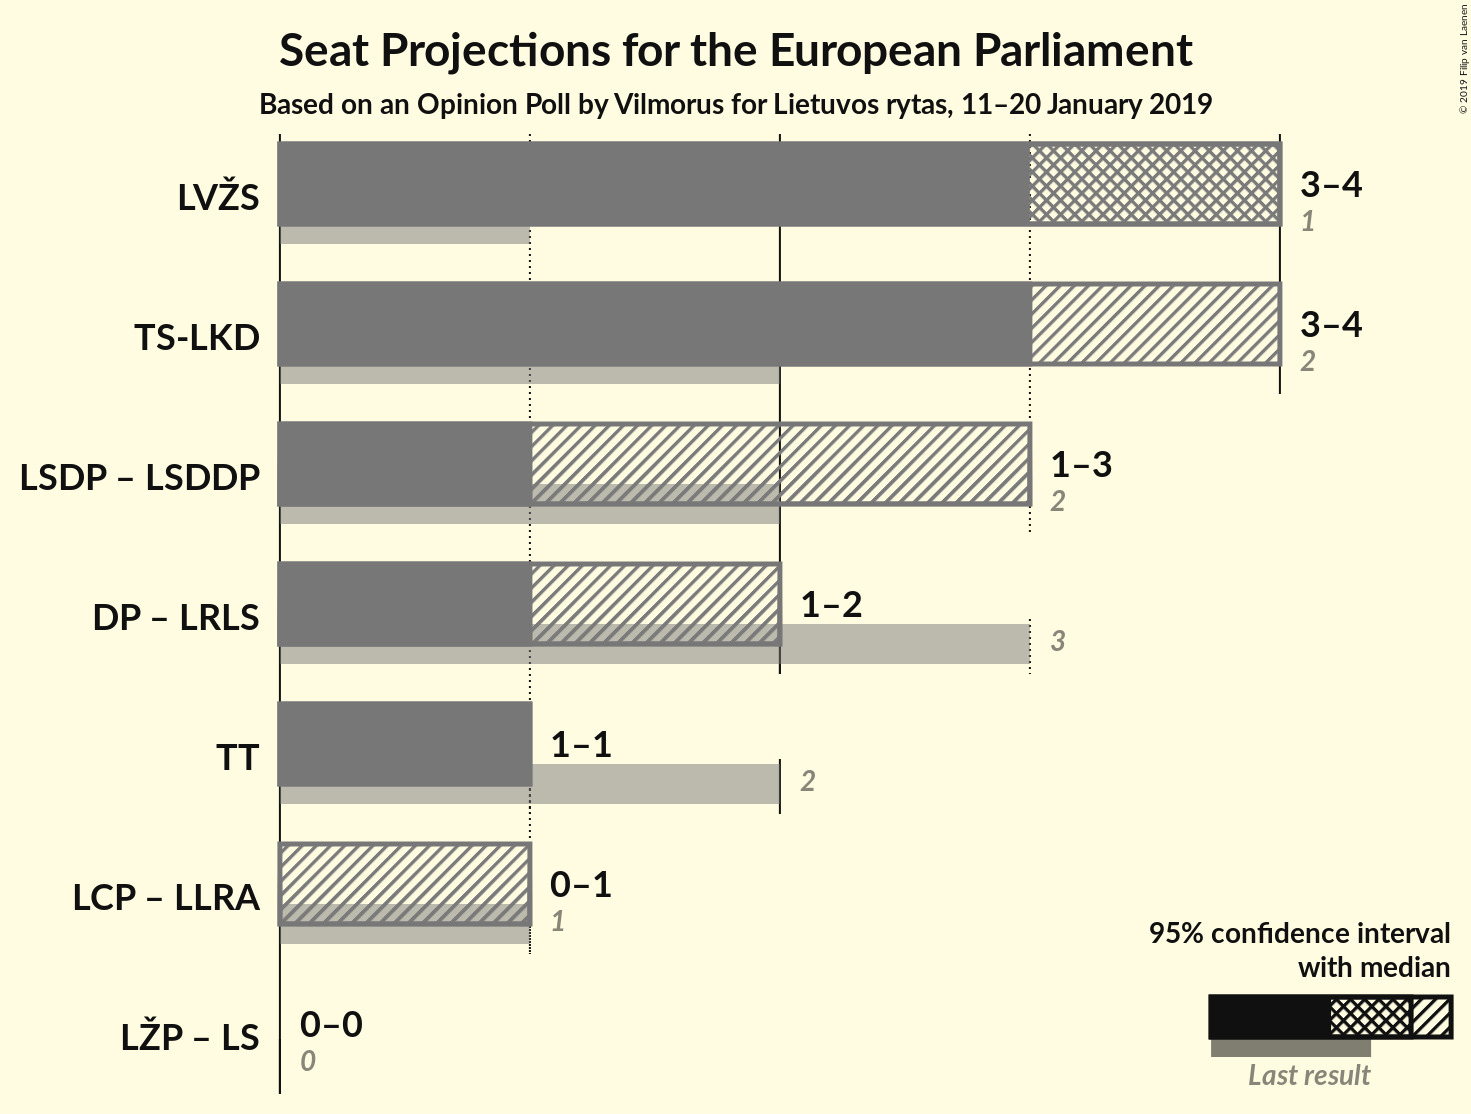 Seat Projections for the European Parliament
Based on an Opinion Poll by Vilmorus for Lietuvos rytas, 11–20 January 2019
© 2019 Filip van Laenen
LVŽS
3–4
1
TS-LKD
3–4
2
LSDP – LSDDP
1–3
2
DP – LRLS
1–2
3
TT
1–1
2
LCP – LLRA
0–1
1
LŽP – LS
0–0
0
95% confidence interval
with median
Last result